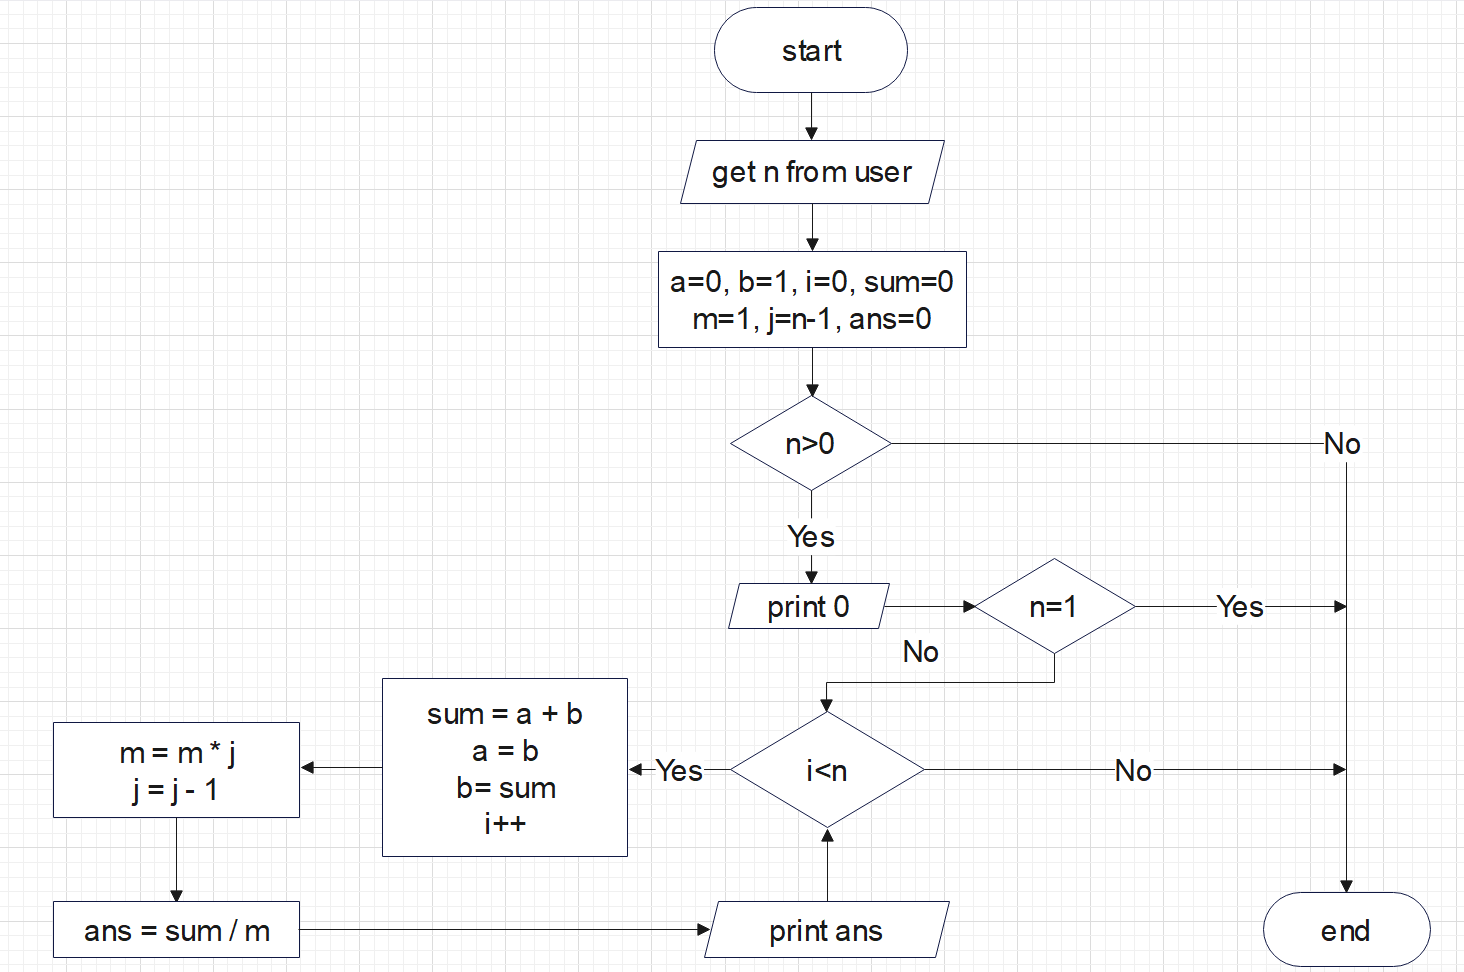 start
get n from user
a=0, b=1, i=0, sum=0
m=1, j=n-1, ans=0
n>0
No
Yes
print 0
n=1
Yes
No
sum = a + b
a = b
b= sum
i++
m = m * j
j = j - 1
Yes
i<n
No
ans = sum / m
print ans
end